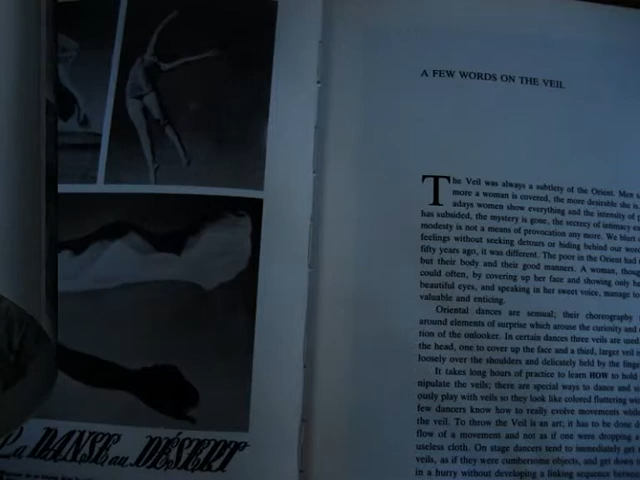 La DANSE au DÉSERT
A FEW WORDS ON THE VEIL
The Veil was always a subtlety of the Orient. Men
more a woman is covered, the more desirable she is.
adays women show everything and the intensity of
has subsided, the mystery is gone, the secrecy of intimacy
modesty is not a means of provocation any more. We blurt
feelings without seeking detours or hiding behind our
fifty years ago, it was different. The poor in the Orient had
but their body and their good manners. A woman,
could often, by covering up her face and showing only
beautiful eyes, and speaking in her sweet voice, manage to
valuable and enticing.
Oriental dances are sensual; their choreography
around elements of surprise which arouse the curiosity and
tion of the onlooker. In certain dances three veils are used
the head, one to cover up the face and a third, larger veil
loosely over the shoulders and delicately held by the
It takes long hours of practice to learn HOW to hold
nipulate the veils; there are special ways to dance and
ously play with veils so they look like colored fluttering
few dancers know how to really evolve movements
the veil. To throw the Veil is an art; it has to be done
flow of a movement and not as if one were dropping a
useless cloth. On stage dancers tend to immediately get
veils, as if they were cumbersome objects, and get down
in a hurry without developing a linking sequence between